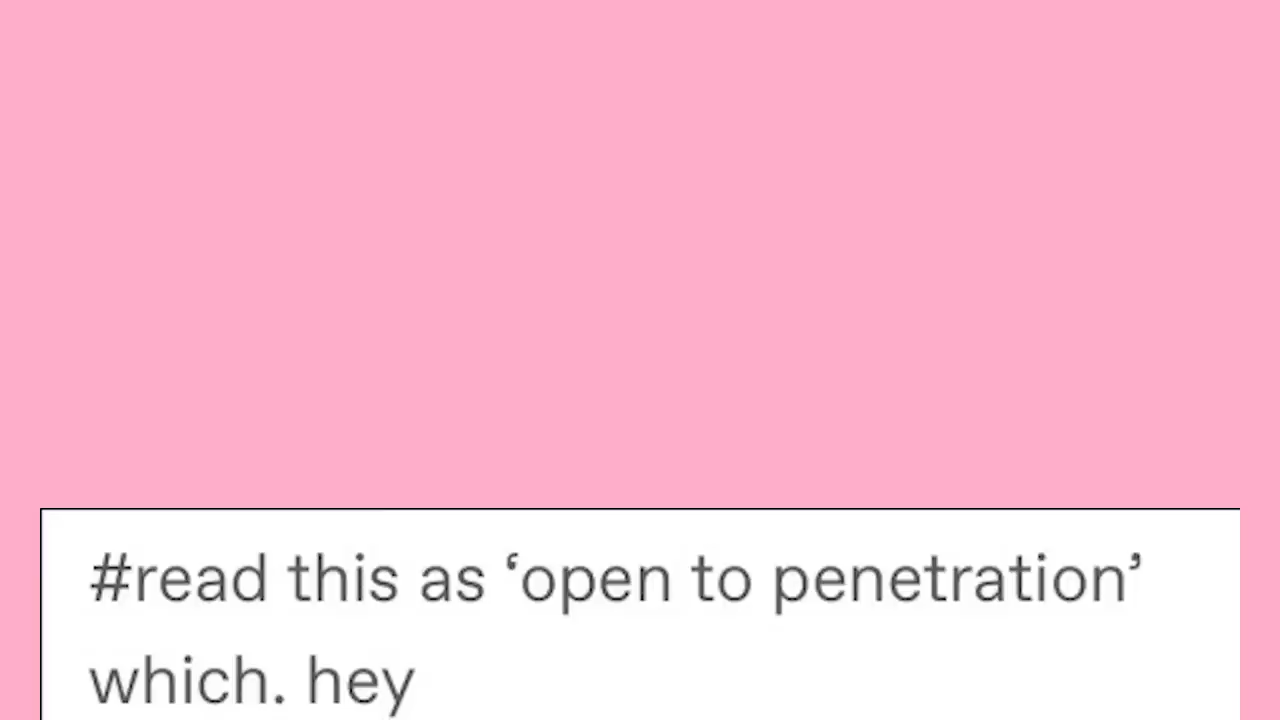 #read this as ‘open to penetration’
which. hey